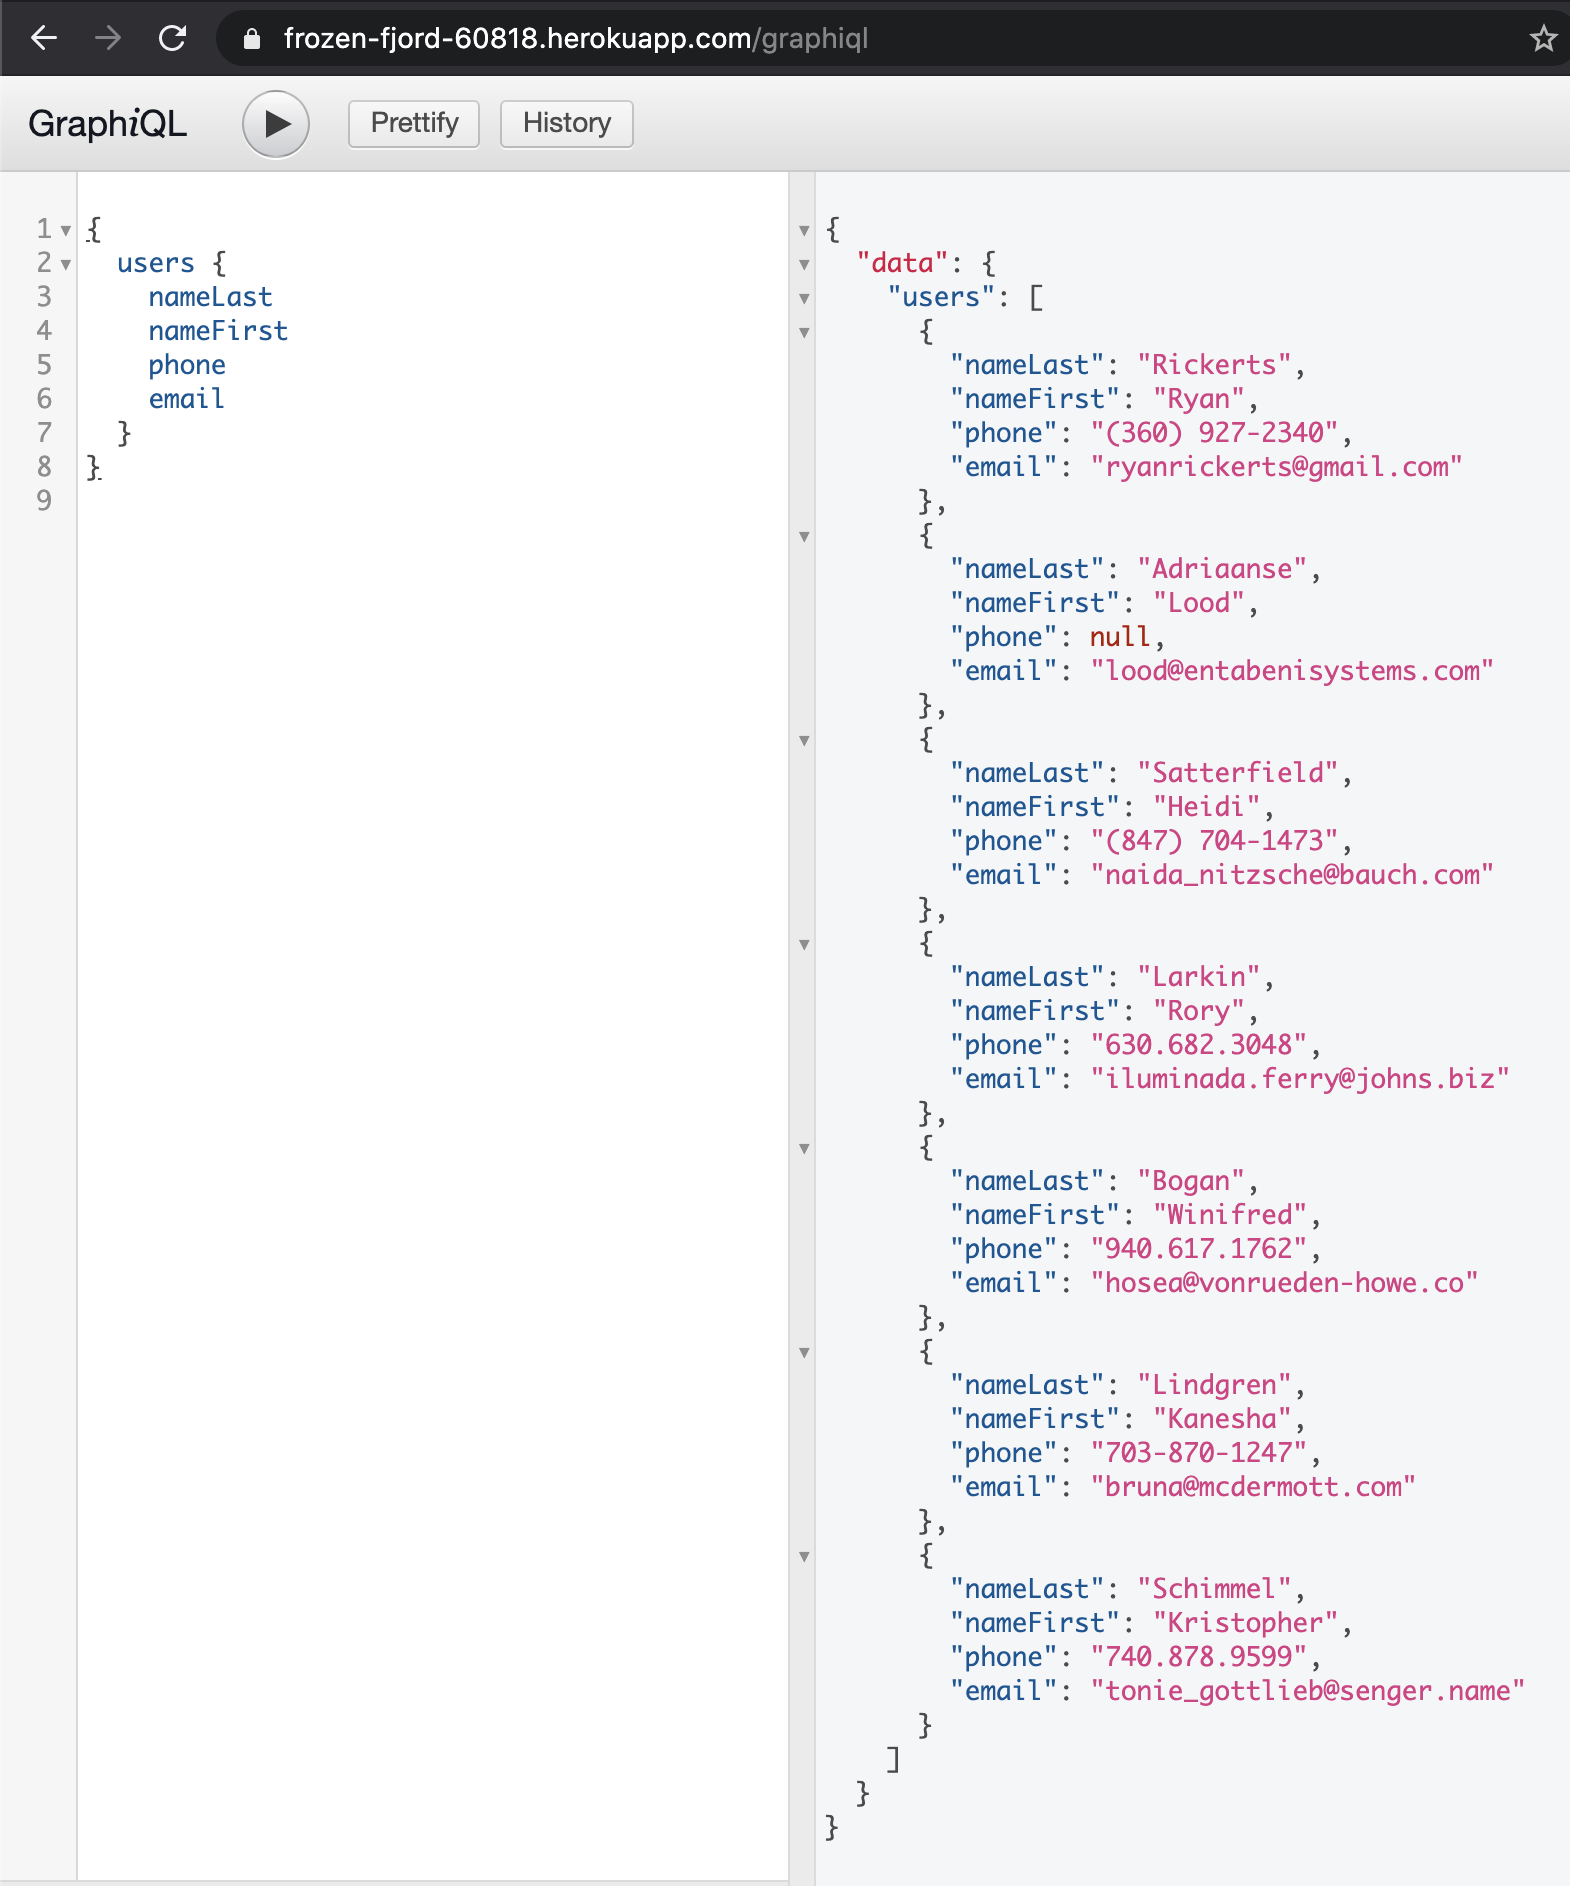 frozen-fjord-60818.herokuapp.com/graphiql
GraphiQL Prettify History
1 {
2 users {
3 nameLast
4 nameFirst
5 phone
6 email
7 }
8 }
9
{
"data": {
"users": [
{
"nameLast": "Rickerts",
"nameFirst": "Ryan",
"phone": "(360) 927-2340",
"email": "ryanrickerts@gmail.com"
},
{
"nameLast": "Adriaanse",
"nameFirst": "Lood",
"phone": null,
"email": "lood@entabenisystems.com"
},
{
"nameLast": "Satterfield",
"nameFirst": "Heidi",
"phone": "(847) 704-1473",
"email": "naida_nitzsche@bauch.com"
},
{
"nameLast": "Larkin",
"nameFirst": "Rory",
"phone": "630.682.3048",
"email": "iluminada.ferry@johns.biz"
},
{
"nameLast": "Bogan",
"nameFirst": "Winifred",
"phone": "940.617.1762",
"email": "hosea@vonrueden-howe.co"
},
{
"nameLast": "Lindgren",
"nameFirst": "Kanesha",
"phone": "703-870-1247",
"email": "bruna@mcdermott.com"
},
{
"nameLast": "Schimmel",
"nameFirst": "Kristopher",
"phone": "740.878.9599",
"email": "tonie_gottlieb@senger.name"
}
]
}
}